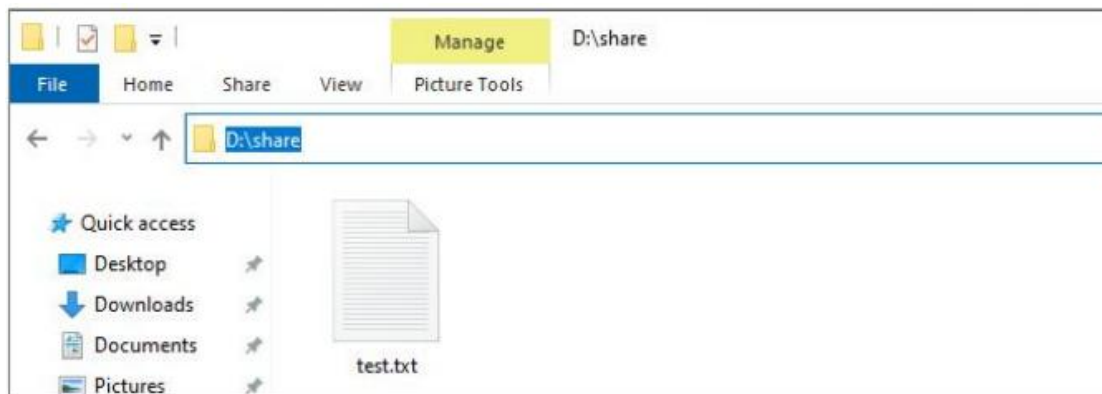 Manage D:\share
File Home Share View Picture Tools
D:\share
Quick access
Desktop
Downloads
Documents
Pictures
test.txt